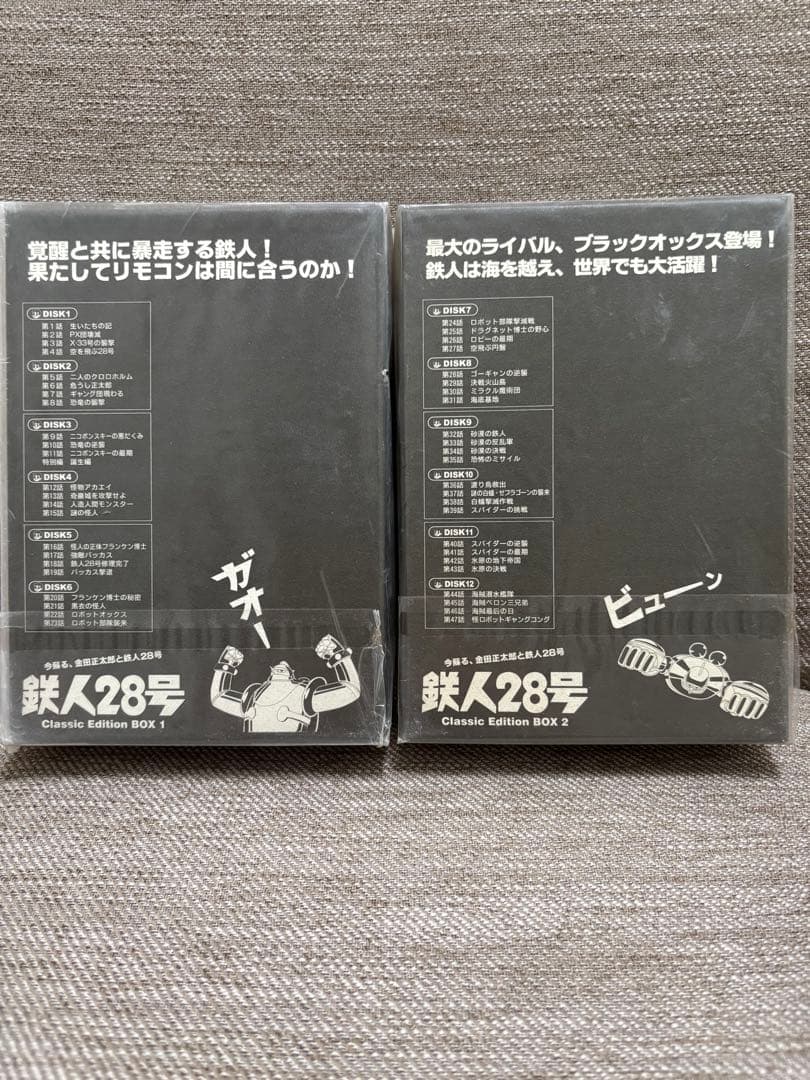 覚醒と共に暴走する鉄人！
果たしてリモコンは間に合うのか！
DISK1
第1話 生いたちの記
第2話 PX団壊滅
第3話 X-33号の襲撃
第4話 空を飛ぶ28号
DISK2
第5話 二人のクロロホルム
第6話 危うし正太郎
第7話 ギャング団現わる
第8話 恐竜の襲撃
DISK3
第9話 ニコポンスキーの悪だくみ
第10話 恐竜の逆襲
第11話 ニコポンスキーの最期
特別編 誕生編
DISK4
第12話 怪物アカエイ
第13話 奇巌城を攻撃せよ
第14話 人造人間モンスター
第15話 謎の怪人
DISK5
第16話 怪人の正体フランケン博士
第17話 強敵バッカス
第18話 鉄人28号修理完了
第19話 バッカス撃退
DISK6
第20話 フランケン博士の秘密
第21話 黒衣の怪人
第22話 ロボットオックス
第23話 ロボット部隊襲来
ガオー
今蘇る、金田正太郎と鉄人28号
鉄人28号
Classic Edition BOX 1
最大のライバル、ブラックオックス登場！
鉄人は海を越え、世界でも大活躍！
DISK7
第24話 ロボット部隊撃滅戦
第25話 ドラグネット博士の野心
第26話 ロビーの最期
第27話 空飛ぶ円盤
DISK8
第28話 ゴーギャンの逆襲
第29話 決戦火山島
第30話 ミラクル魔術団
第31話 海底基地
DISK9
第32話 砂漠の鉄人
第33話 砂漠の反乱軍
第34話 砂漠の決戦
第35話 恐怖のミサイル
DISK10
第36話 渡り鳥救出
第37話 謎の白蟻・セフラゴーンの襲来
第38話 白蟻撃滅作戦
第39話 スパイダーの挑戦
DISK11
第40話 スパイダーの逆襲
第41話 スパイダーの最期
第42話 氷原の地下帝国
第43話 氷原の決戦
DISK12
第44話 海賊潜水艦隊
第45話 海賊ベロン三兄弟
第46話 海賊最后の日
第47話 怪ロボットギャングコング
ビューーン
今蘇る、金田正太郎と鉄人28号
鉄人28号
Classic Edition BOX 2